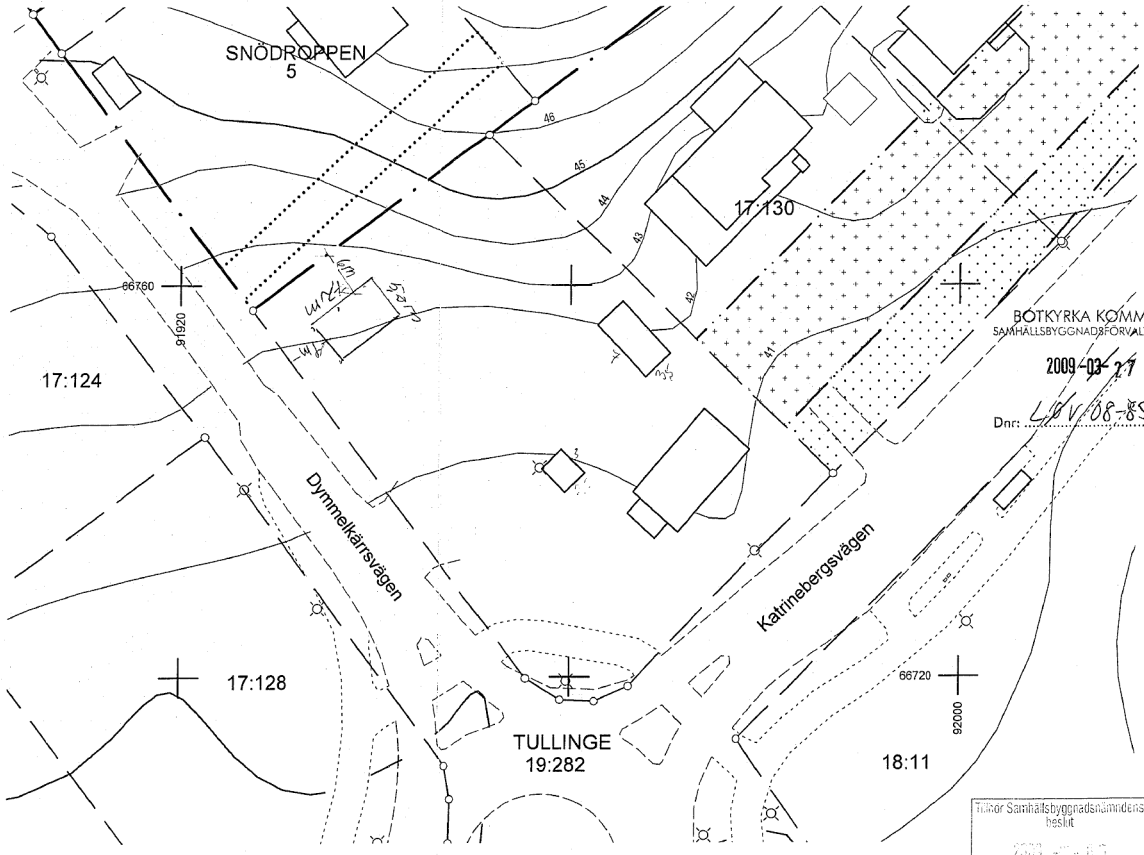 SNÖDROPPEN
5
46
45
44
43
42
41
17:130
66760
91920
6m
BOTKYRKA KOMM
SAMHÄLLSBYGGNADSFÖRVAL
2009-03-27
Dnr:
17:124
Dymmelkärrsvägen
Katrinebergsvägen
17:128
66720
92000
TULLINGE
19:282
18:11
Tillhör Samhällsbyggnadsnämndens
beslut